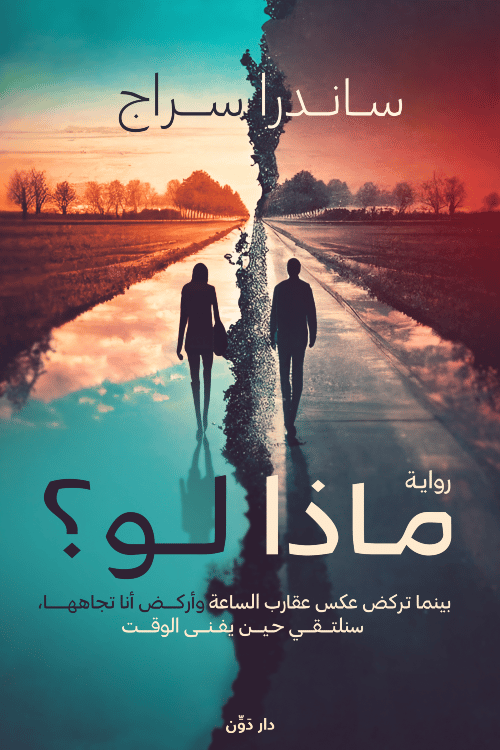 ساندرا سراج
رواية
ماذا لو؟
بينما تركض عكس عقارب الساعة وأركض أنا تجاهها،
سنلتقي حين يفنى الوقت
دار دَوِّن